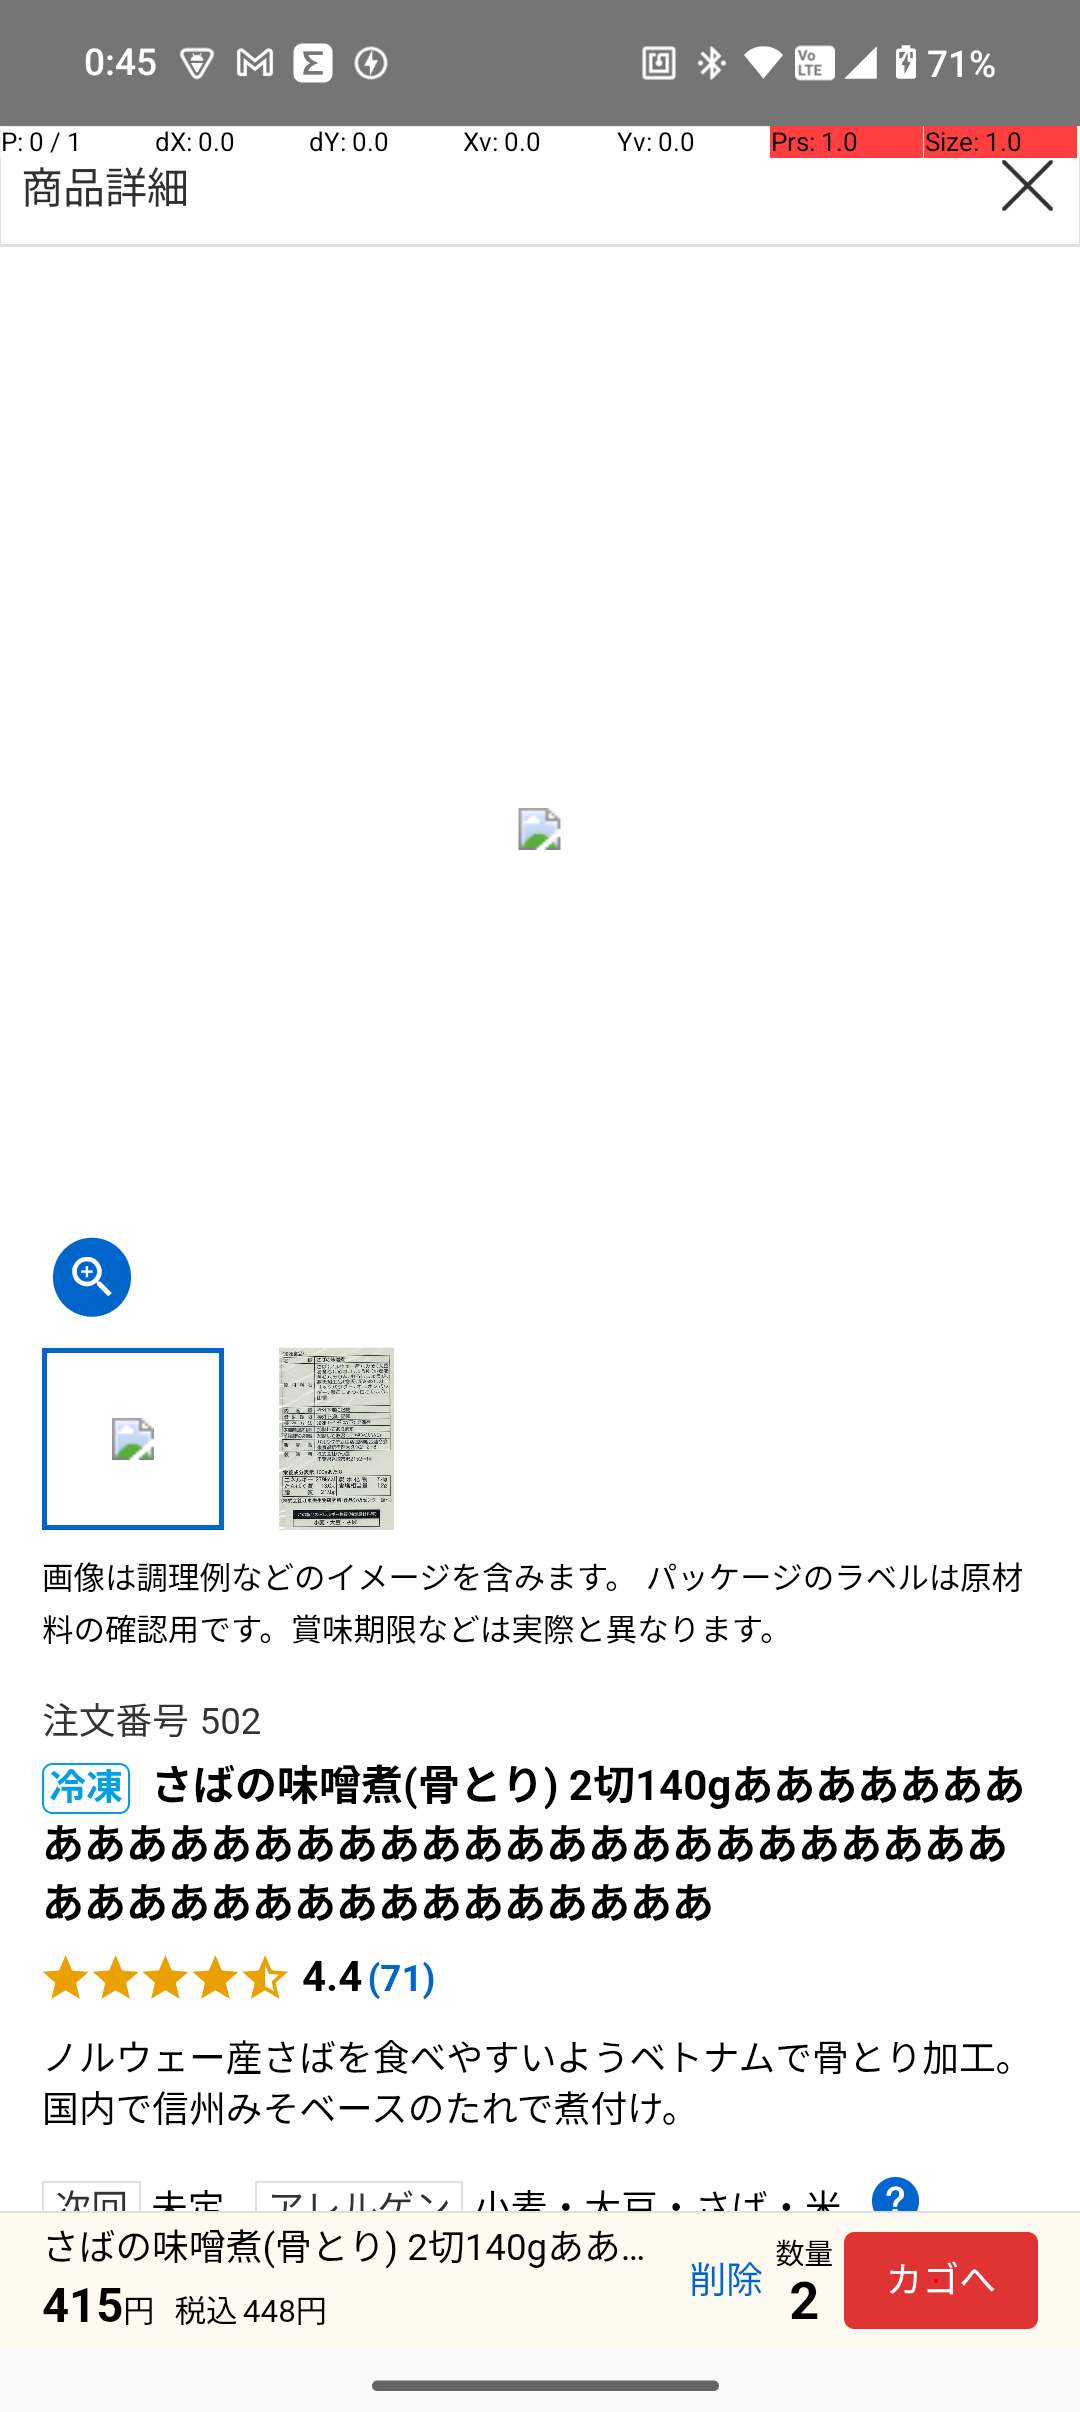 0:45 71%
P: 0 / 1 dX: 0.0 dY: 0.0 Xv: 0.0 Yv: 0.0 Prs: 1.0 Size: 1.0
商品詳細
画像は調理例などのイメージを含みます。 パッケージのラベルは原材
料の確認用です。賞味期限などは実際と異なります。
注文番号 502
冷凍 さばの味噌煮(骨とり) 2切140gあああああああ
あああああああああああああああああああああああ
ああああああああああああああああ
4.4 (71)
ノルウェー産さばを食べやすいようベトナムで骨とり加工。
国内で信州みそベースのたれで煮付け。
次回 未定 アレルゲン 小麦・大豆・さば・米 ?
さばの味噌煮(骨とり) 2切140gああ…
415円 税込 448円
削除
数量
2
カゴへ